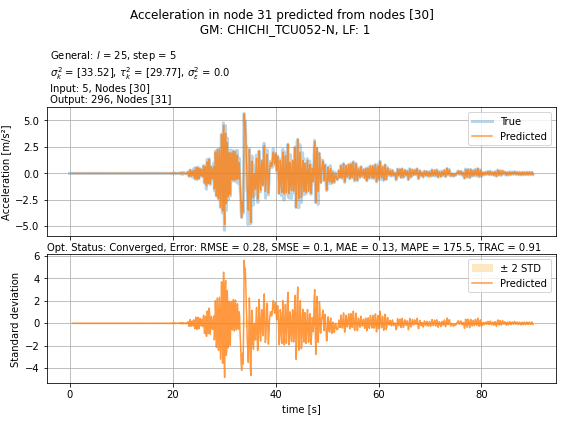 Acceleration in node 31 predicted from nodes [30]
GM: CHICHI_TCU052-N, LF: 1
General: l = 25, step = 5
σ²ₖ = [33.52], τ²ₖ = [29.77], σ²ε = 0.0
Input: 5, Nodes [30]
Output: 296, Nodes [31]
Acceleration [m/s²]
5.0
2.5
0.0
−2.5
−5.0
True
Predicted
Opt. Status: Converged, Error: RMSE = 0.28, SMSE = 0.1, MAE = 0.13, MAPE = 175.5, TRAC = 0.91
Standard deviation
6
4
2
0
−2
−4
± 2 STD
Predicted
0 20 40 60 80
time [s]